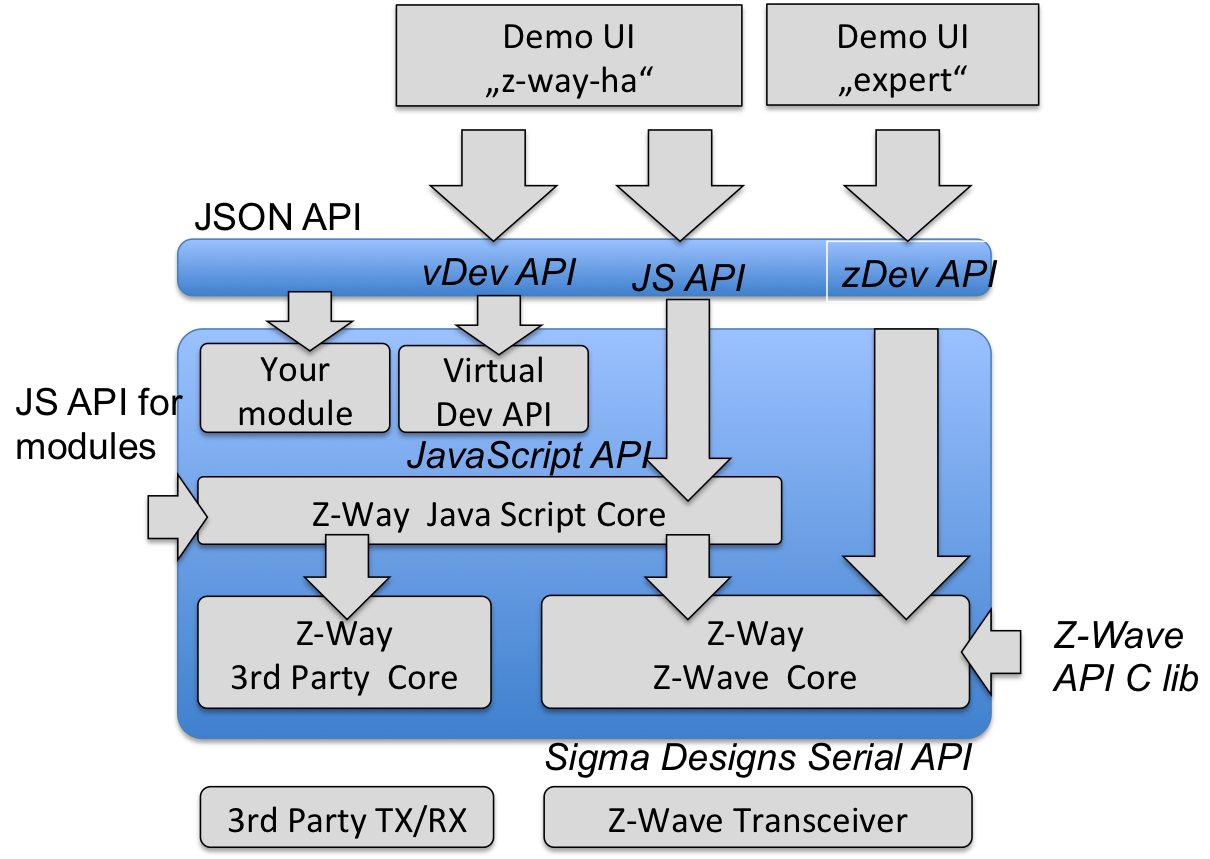 Demo UI
„z-way-ha“
Demo UI
„expert“
JSON API
vDev API
JS API
zDev API
Your
module
Virtual
Dev API
JS API for
modules
JavaScript API
Z-Way Java Script Core
Z-Way
3rd Party Core
Z-Way
Z-Wave Core
Z-Wave
API C lib
Sigma Designs Serial API
3rd Party TX/RX
Z-Wave Transceiver